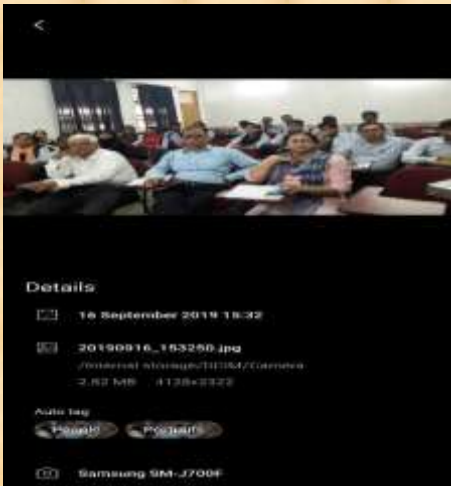 Details
16 September 2019 15:32
20190916_153250.jpg
/Internal storage/DCIM/Camera
2.82 MB 4128x2322
Auto tag
People Portraits
Samsung SM-J700F